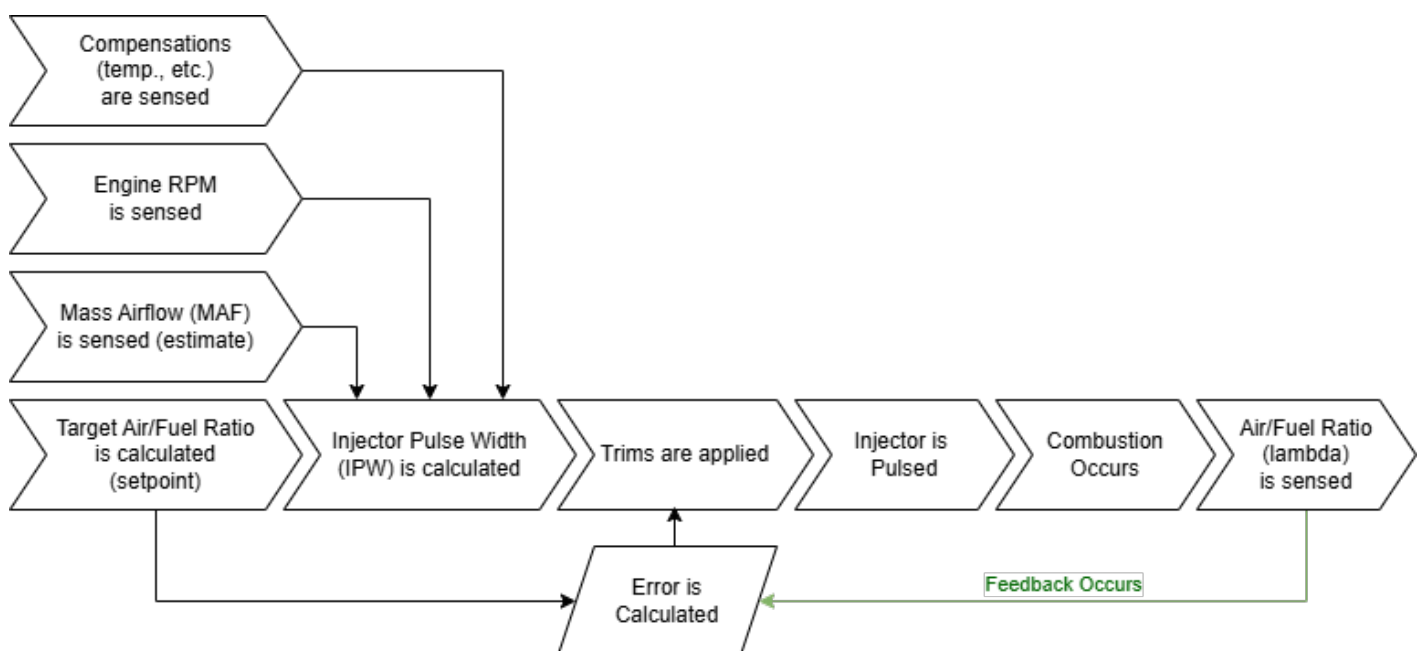 Compensations
(temp., etc.)
are sensed
Engine RPM
is sensed
Mass Airflow (MAF)
is sensed (estimate)
Target Air/Fuel Ratio
is calculated
(setpoint)
Injector Pulse Width
(IPW) is calculated
Trims are applied
Injector is
Pulsed
Combustion
Occurs
Air/Fuel Ratio
(lambda)
is sensed
Error is
Calculated
Feedback Occurs